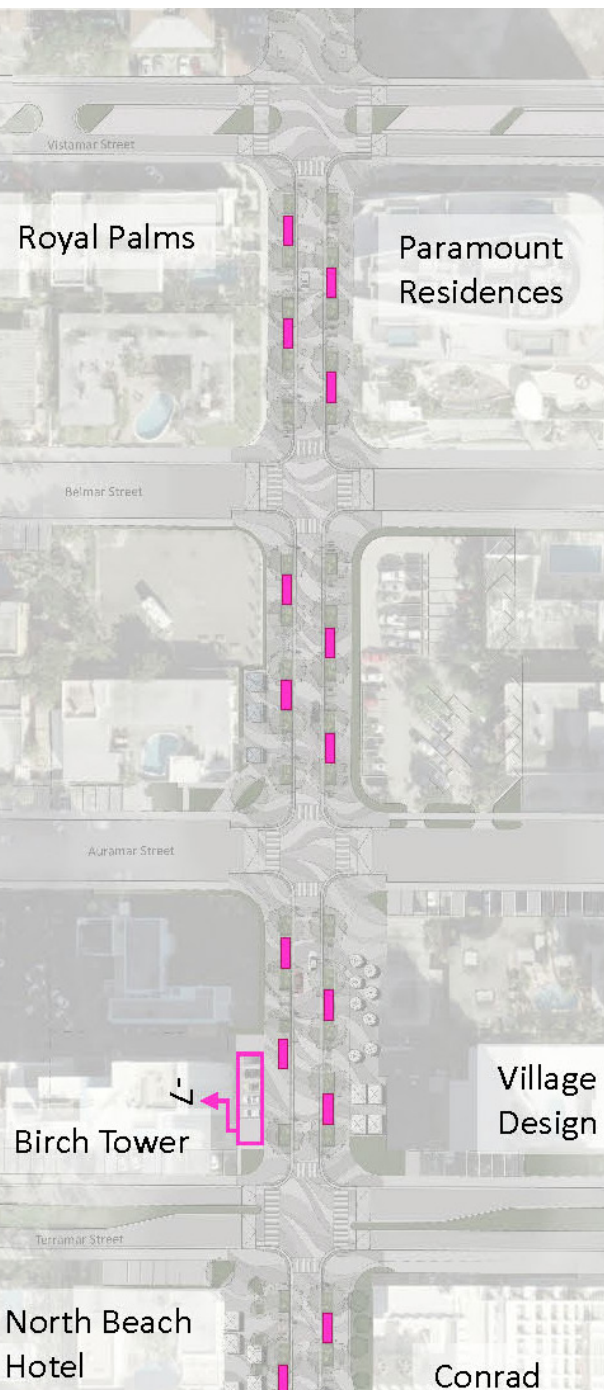 Vistamar Street
Royal Palms
Paramount
Residences
Belmar Street
Auramar Street
-7
Village
Design
Birch Tower
Terramar Street
North Beach
Hotel
Conrad